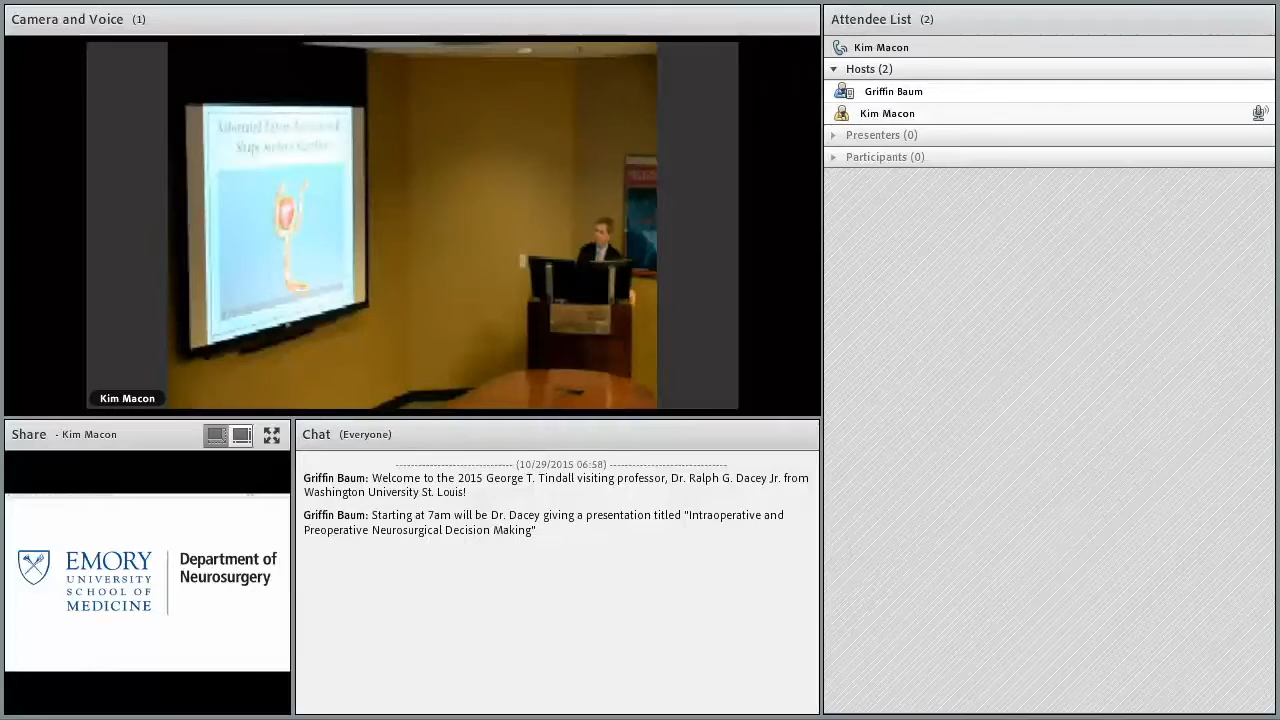 Camera and Voice (1)
Kim Macon
Attendee List (2)
Kim Macon
Hosts (2)
Griffin Baum
Kim Macon
Presenters (0)
Participants (0)
Share - Kim Macon
EMORY
UNIVERSITY
SCHOOL OF
MEDICINE
Department of
Neurosurgery
Chat (Everyone)
------------------------------ (10/29/2015 06:58) ------------------------------
Griffin Baum: Welcome to the 2015 George T. Tindall visiting professor, Dr. Ralph G. Dacey Jr. from
Washington University St. Louis!
Griffin Baum: Starting at 7am will be Dr. Dacey giving a presentation titled "Intraoperative and
Preoperative Neurosurgical Decision Making"